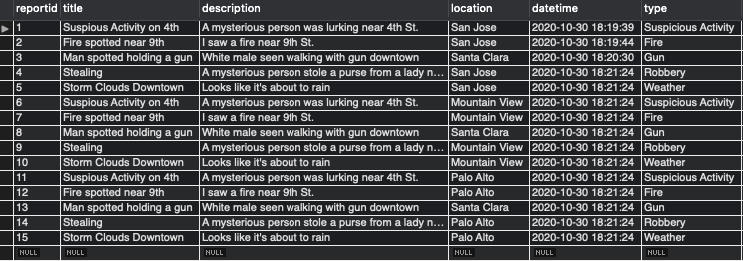 reportid title description location datetime type
1 Suspious Activity on 4th A mysterious person was lurking near 4th St. San Jose 2020-10-30 18:19:39 Suspicious Activity
2 Fire spotted near 9th I saw a fire near 9th St. San Jose 2020-10-30 18:19:44 Fire
3 Man spotted holding a gun White male seen walking with gun downtown Santa Clara 2020-10-30 18:20:30 Gun
4 Stealing A mysterious person stole a purse from a lady n... San Jose 2020-10-30 18:21:24 Robbery
5 Storm Clouds Downtown Looks like it's about to rain San Jose 2020-10-30 18:21:24 Weather
6 Suspious Activity on 4th A mysterious person was lurking near 4th St. Mountain View 2020-10-30 18:21:24 Suspicious Activity
7 Fire spotted near 9th I saw a fire near 9th St. Mountain View 2020-10-30 18:21:24 Fire
8 Man spotted holding a gun White male seen walking with gun downtown Santa Clara 2020-10-30 18:21:24 Gun
9 Stealing A mysterious person stole a purse from a lady n... Mountain View 2020-10-30 18:21:24 Robbery
10 Storm Clouds Downtown Looks like it's about to rain Mountain View 2020-10-30 18:21:24 Weather
11 Suspious Activity on 4th A mysterious person was lurking near 4th St. Palo Alto 2020-10-30 18:21:24 Suspicious Activity
12 Fire spotted near 9th I saw a fire near 9th St. Palo Alto 2020-10-30 18:21:24 Fire
13 Man spotted holding a gun White male seen walking with gun downtown Palo Alto 2020-10-30 18:21:24 Gun
14 Stealing A mysterious person stole a purse from a lady n... Palo Alto 2020-10-30 18:21:24 Robbery
15 Storm Clouds Downtown Looks like it's about to rain Palo Alto 2020-10-30 18:21:24 Weather
NULL NULL NULL NULL NULL NULL